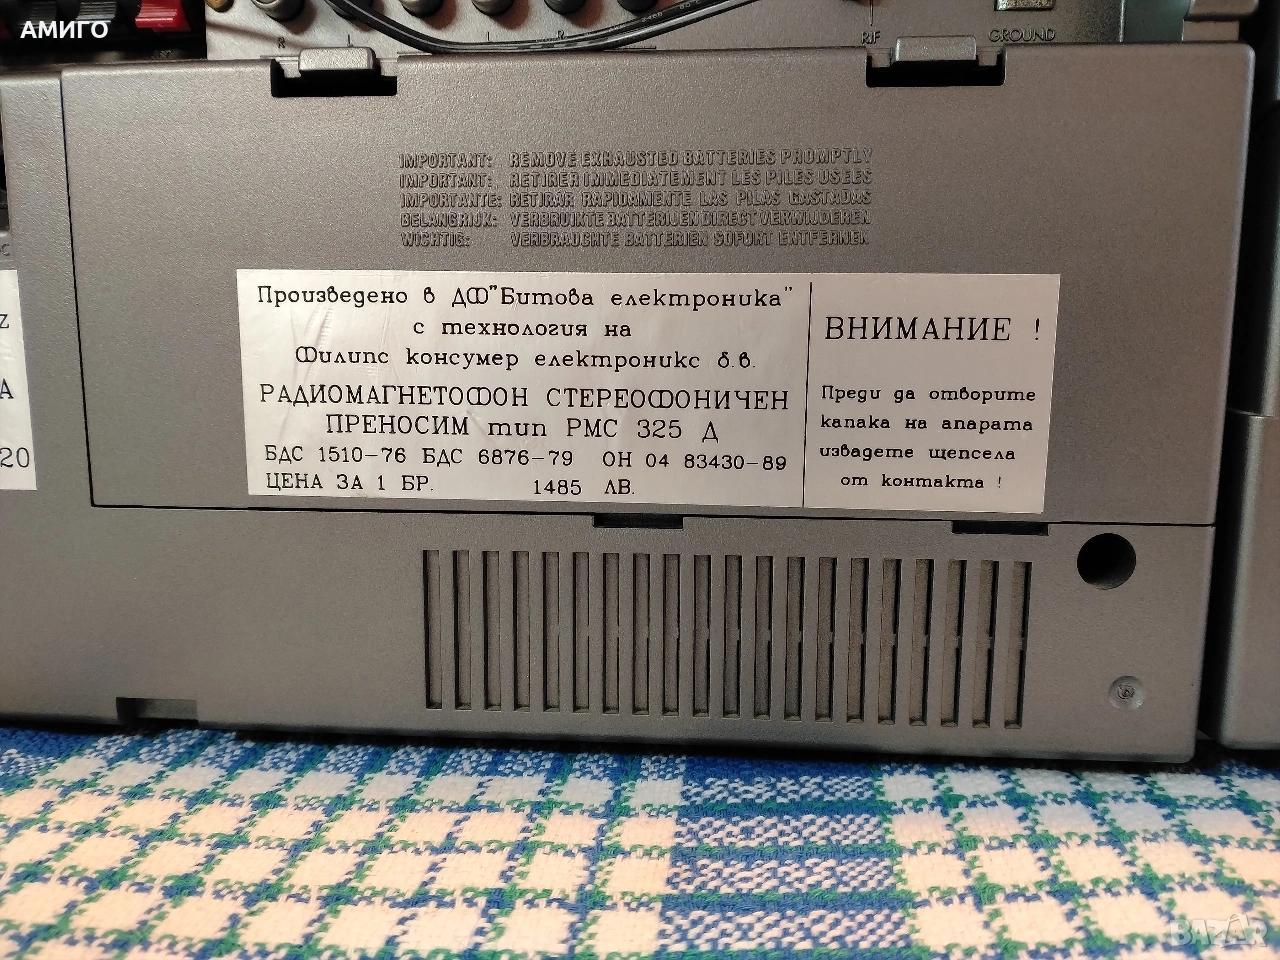 АМИГО
R L L R R/F GROUND
IMPORTANT: REMOVE EXHAUSTED BATTERIES PROMPTLY
IMPORTANT: RETIRER IMMEDIATEMENT LES PILES USEES
IMPORTANTE: RETIRAR RAPIDAMENTE LAS PILAS GASTADAS
BELANGRIJK: VERBRUIKTE BATTERIJEN DIRECT VERWIJDEREN
WICHTIG: VERBRAUCHTE BATTERIEN SOFORT ENTFERNEN
Произведено в ДФ"Битова електроника"
с технология на
Филипс консумер електроникс б.в.
РАДИОМАГНЕТОФОН СТЕРЕОФОНИЧЕН
ПРЕНОСИМ тип РМС 325 Д
БДС 1510-76 БДС 6876-79 ОН 04 83430-89
ЦЕНА ЗА 1 БР. 1485 ЛВ.
ВНИМАНИЕ !
Преди да отворите
капака на апарата
извадете щепсела
от контакта !
Z
A
20
BAZAR